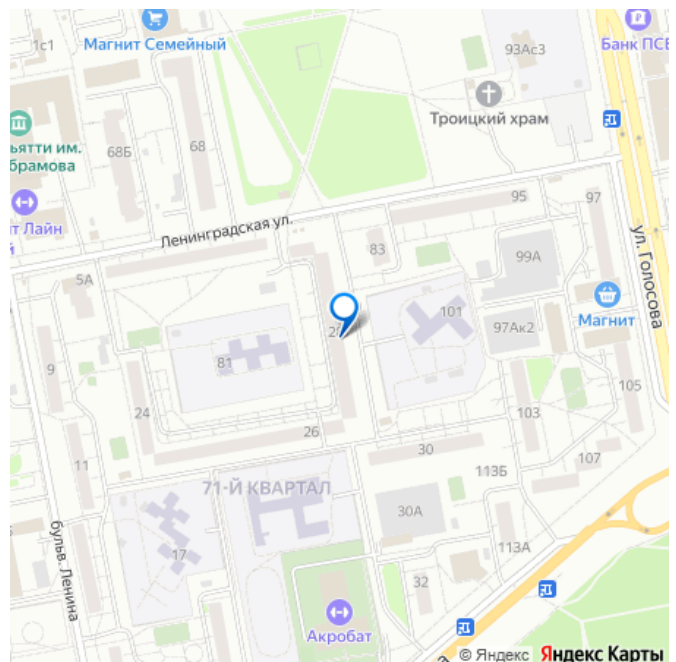 1с1
Магнит Семейный
93Ас3
Банк ПСБ
Троицкий храм
ьятти им.
брамова
68Б
68
т Лайн
й
95
97
Ленинградская ул.
83
99А
ул. Голосова
5А
Магнит
101
97Ак2
81
9
105
24
103
26
30
107
11
113Б
71-Й КВАРТАЛ
30А
17
113А
бульв. Ленина
32
Акробат
© Яндекс Яндекс Карты